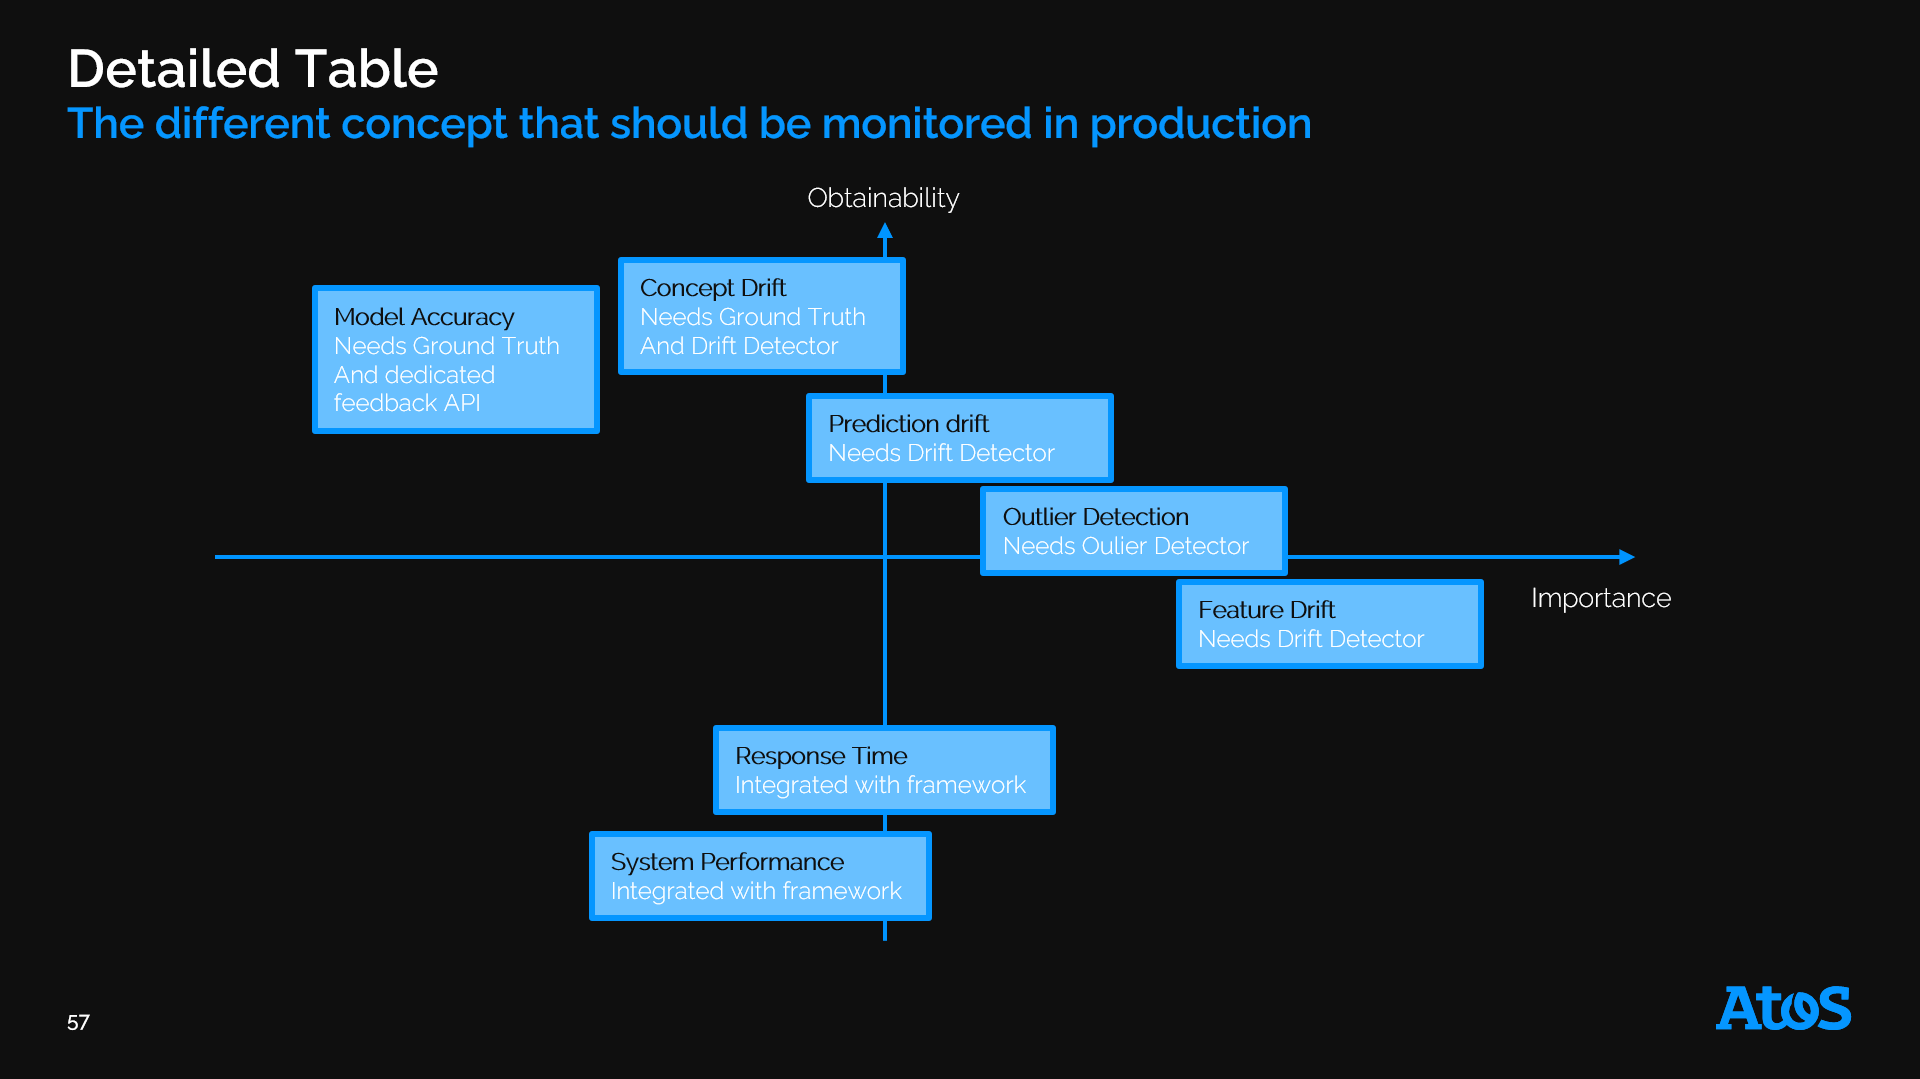 Detailed Table
The different concept that should be monitored in production
Obtainability
Concept Drift
Needs Ground Truth
And Drift Detector
Model Accuracy
Needs Ground Truth
And dedicated
feedback API
Prediction drift
Needs Drift Detector
Outlier Detection
Needs Oulier Detector
Importance
Feature Drift
Needs Drift Detector
Response Time
Integrated with framework
System Performance
Integrated with framework
57
Atos